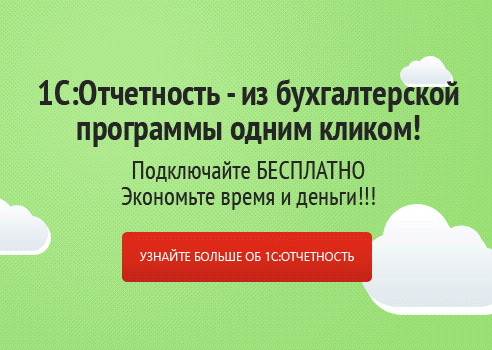 1С:Отчетность - из бухгалтерской
программы одним кликом!
Подключайте БЕСПЛАТНО
Экономьте время и деньги!!!
УЗНАЙТЕ БОЛЬШЕ ОБ 1С:ОТЧЕТНОСТЬ